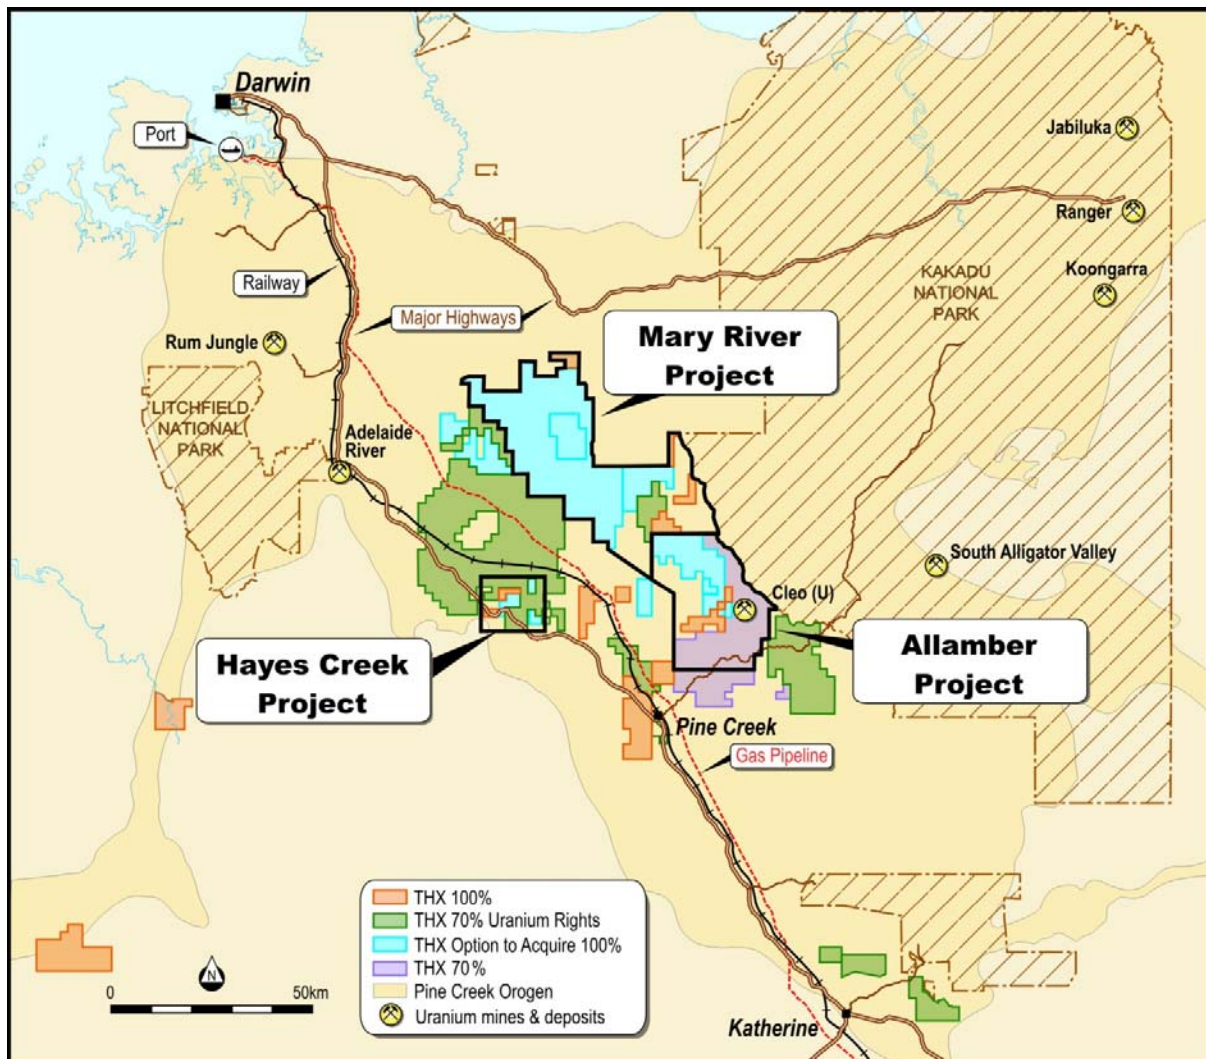 Darwin
Port
Jabiluka
Ranger
Koongarra
KAKADU
NATIONAL
PARK
Railway
Major Highways
Rum Jungle
Mary River
Project
LITCHFIELD
NATIONAL
PARK
Adelaide
River
South Alligator Valley
Cleo (U)
Hayes Creek
Project
Allamber
Project
Pine Creek
Gas Pipeline
THX 100%
THX 70% Uranium Rights
THX Option to Acquire 100%
THX 70%
Pine Creek Orogen
Uranium mines & deposits
N
0 50km
Katherine